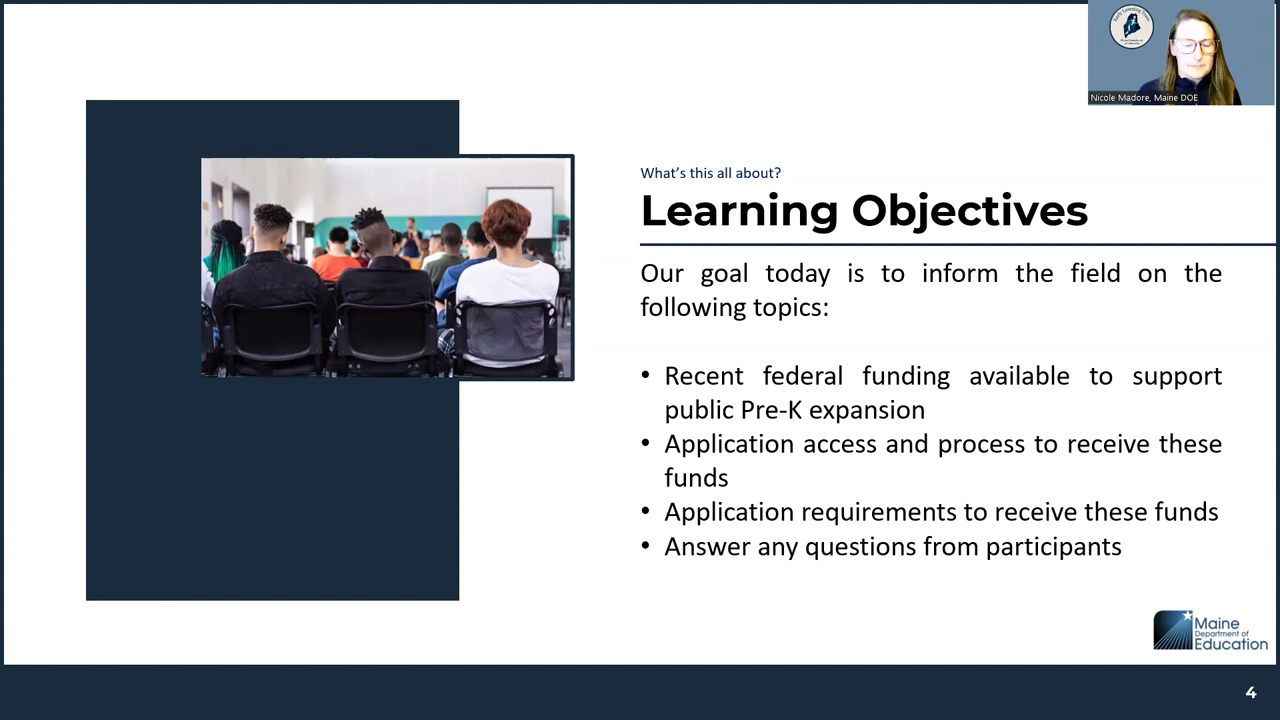 Nicole Madore, Maine DOE
What's this all about?
Learning Objectives
Our goal today is to inform the field on the
following topics:
• Recent federal funding available to support
public Pre-K expansion
• Application access and process to receive these
funds
• Application requirements to receive these funds
• Answer any questions from participants
Maine
Department of
Education
4